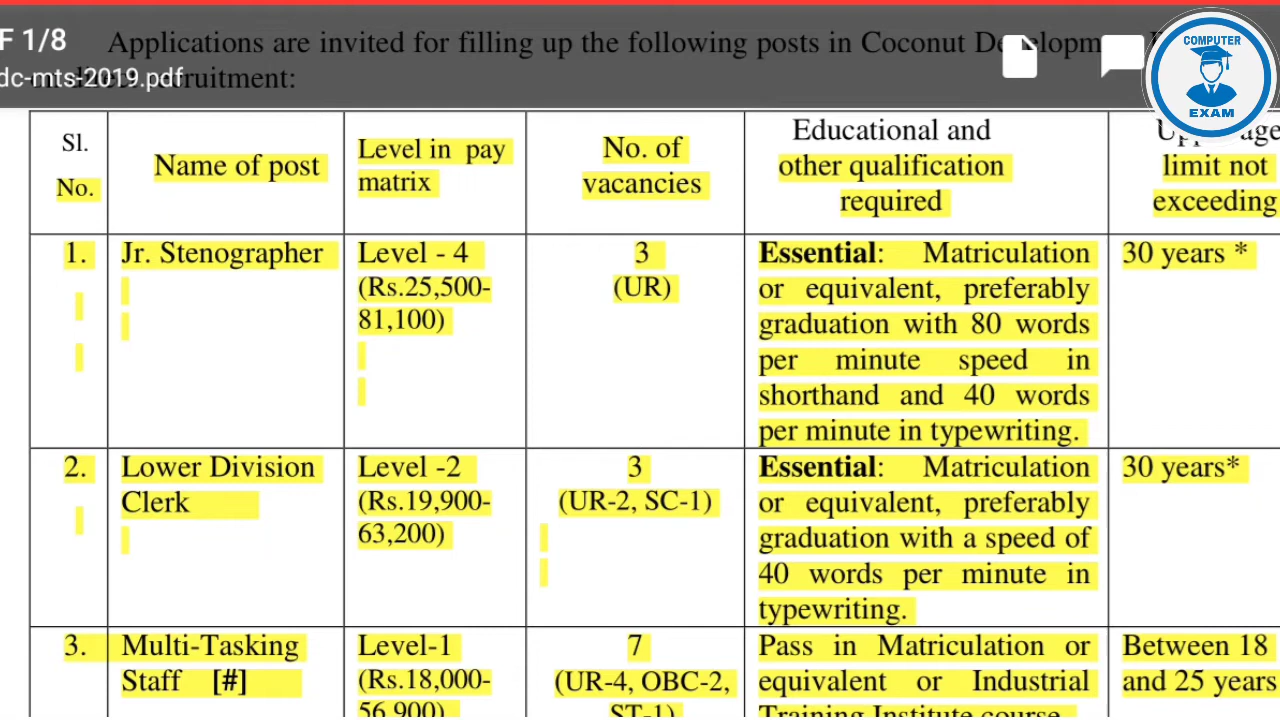 F 1/8
Applications are invited for filling up the following posts in Coconut
dc-mts-2019.pdf
COMPUTER
EXAM
Sl.
No.
Name of post
Level in pay
matrix
No. of
vacancies
Educational and
other qualification
required
limit not
exceeding
1.
Jr. Stenographer
Level - 4
(Rs.25,500-
81,100)
3
(UR)
Essential: Matriculation
or equivalent, preferably
graduation with 80 words
per minute speed in
shorthand and 40 words
per minute in typewriting.
30 years *
2.
Lower Division
Clerk
Level -2
(Rs.19,900-
63,200)
3
(UR-2, SC-1)
Essential: Matriculation
or equivalent, preferably
graduation with a speed of
40 words per minute in
typewriting.
30 years*
3.
Multi-Tasking
Staff [#]
Level-1
(Rs.18,000-
56,900)
7
(UR-4, OBC-2,
ST-1)
Pass in Matriculation or
equivalent or Industrial
Training Institute course
Between 18
and 25 years